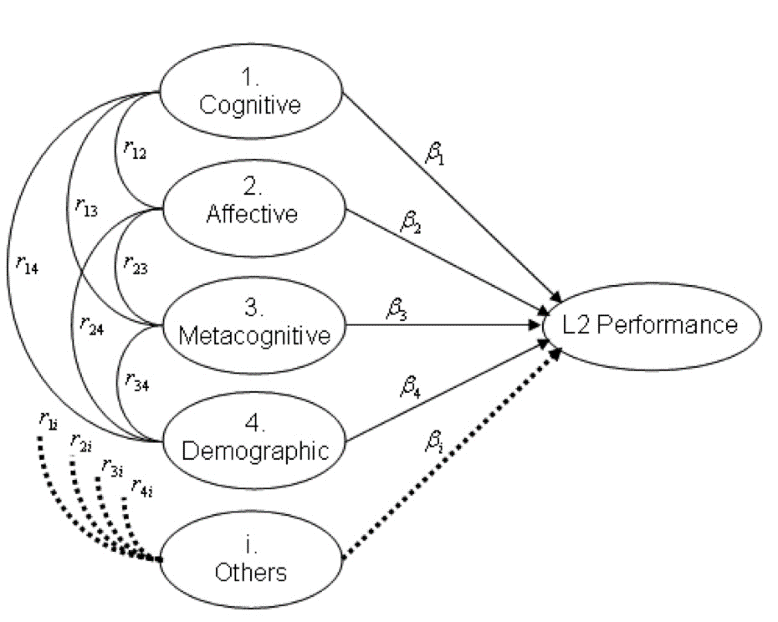 1.
Cognitive
r12
β1
2.
Affective
β2
r13
r14
r23
3.
Metacognitive
β3
L2 Performance
r24
r34
β4
4.
Demographic
r1i
r2i
r3i
r4i
βi
i.
Others